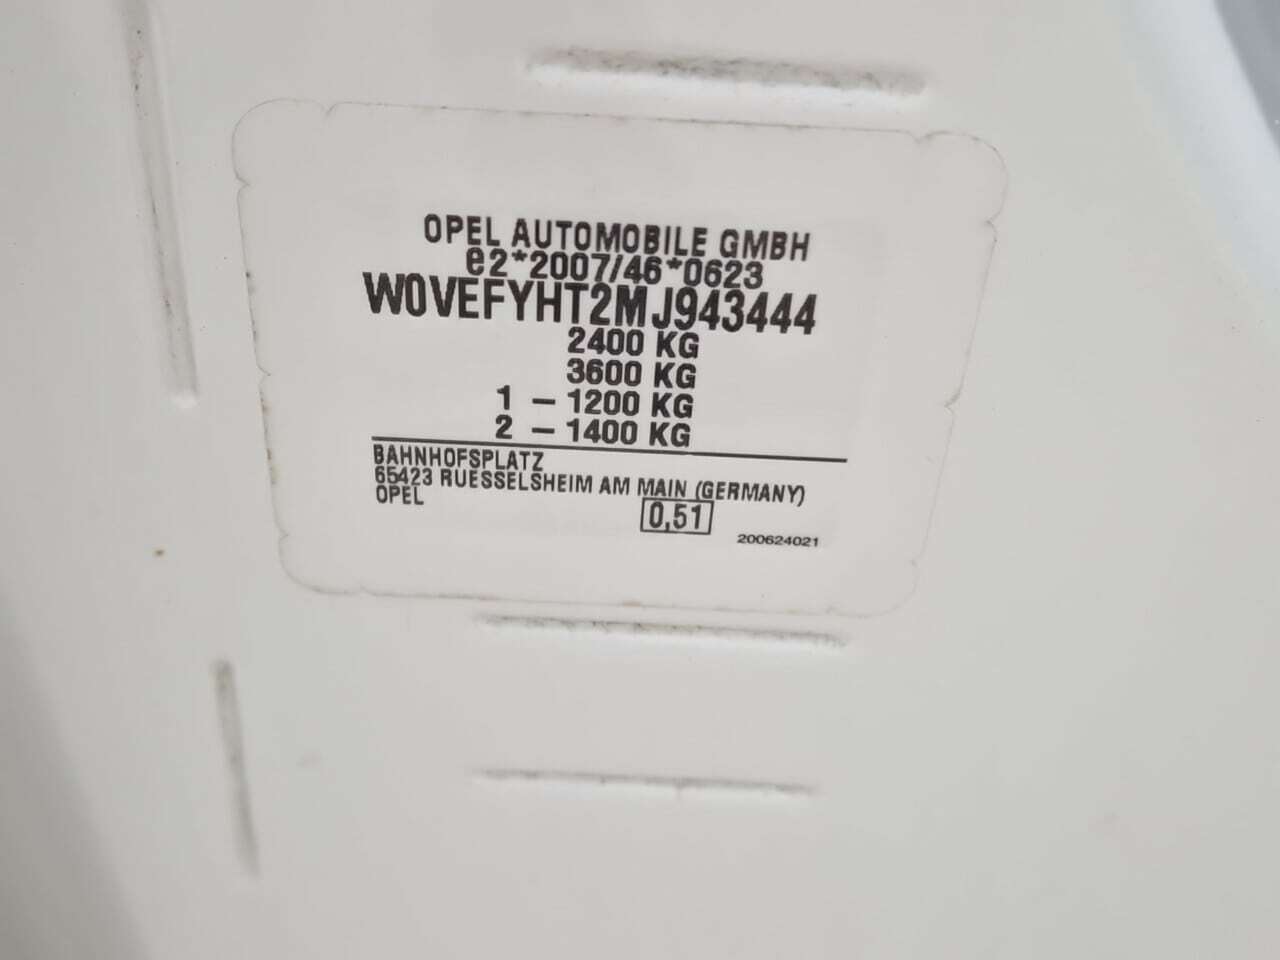 OPEL AUTOMOBILE GMBH
e2*2007/46*0623
W0VEFYHT2MJ943444
2400 KG
3600 KG
1 - 1200 KG
2 - 1400 KG
BAHNHOFSPLATZ
65423 RUESSELSHEIM AM MAIN (GERMANY)
OPEL
0,51
200624021